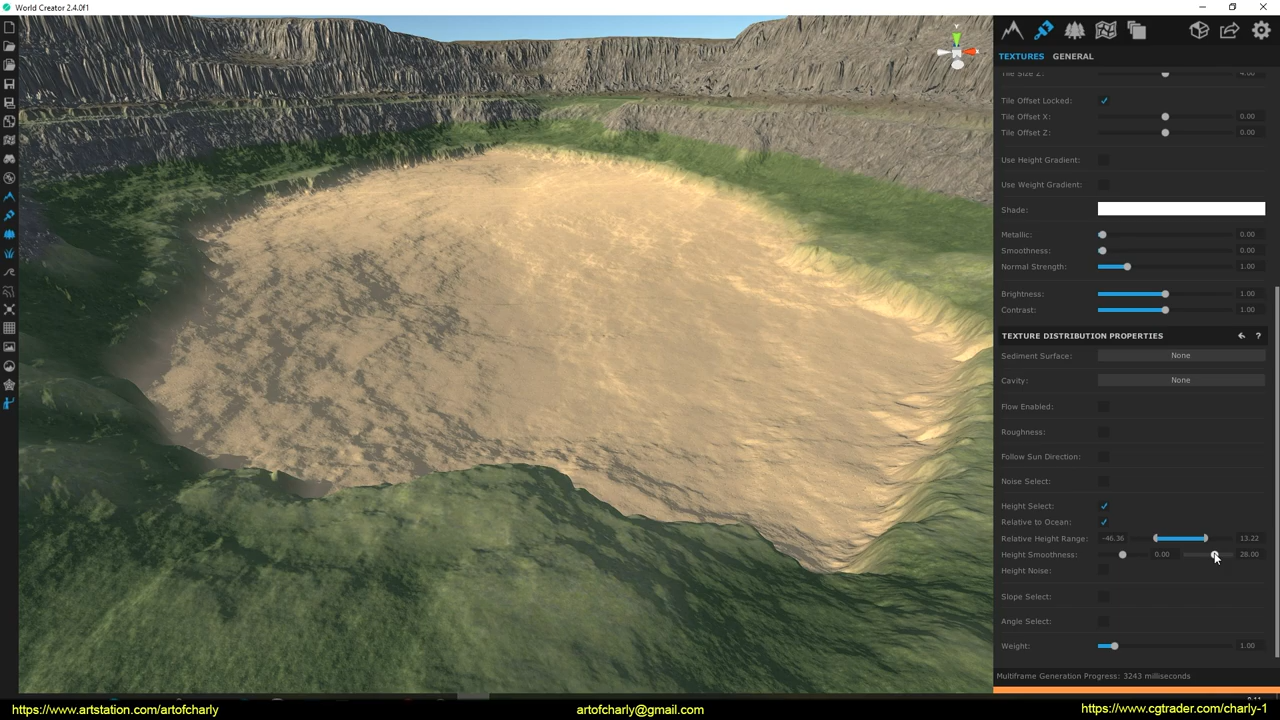 World Creator 2.4.0f1
Y
TEXTURES GENERAL
Tile Size Z: 4.00
Tile Offset Locked:
Tile Offset X: 0.00
Tile Offset Z: 0.00
Use Height Gradient:
Use Weight Gradient:
Shade:
Metallic: 0.00
Smoothness: 0.00
Normal Strength: 1.00
Brightness: 1.00
Contrast: 1.00
TEXTURE DISTRIBUTION PROPERTIES ?
Sediment Surface: None
Cavity: None
Flow Enabled:
Roughness:
Follow Sun Direction:
Noise Select:
Height Select:
Relative to Ocean:
Relative Height Range: -46.36 13.22
Height Smoothness: 0.00 28.00
Height Noise:
Slope Select:
Angle Select:
Weight: 1.00
Multiframe Generation Progress: 3243 milliseconds
https://www.artstation.com/artofcharly artofcharly@gmail.com https://www.cgtrader.com/charly-1